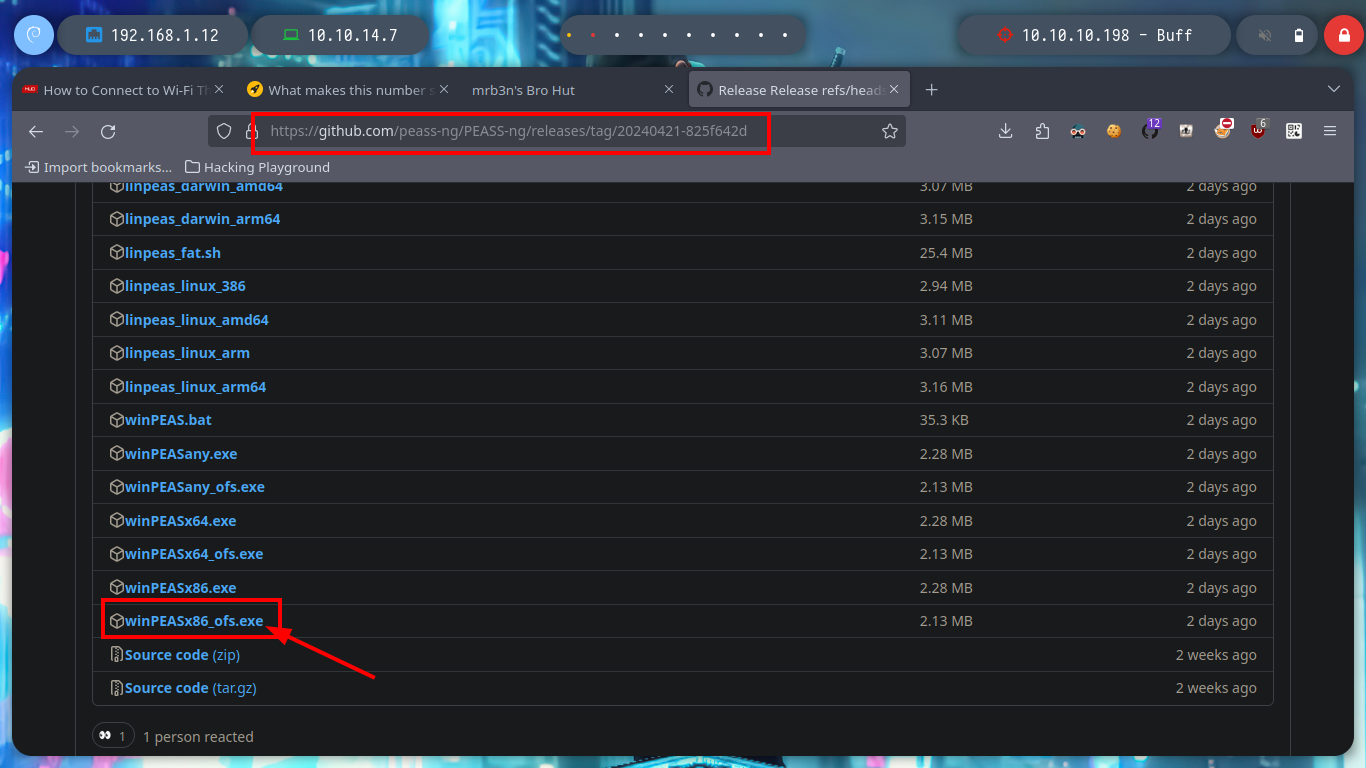 192.168.1.12 10.10.14.7 10.10.10.198 - Buff
How to Connect to Wi-Fi Th What makes this number s mrb3n's Bro Hut Release Release refs/heads
https://github.com/peass-ng/PEASS-ng/releases/tag/20240421-825f642d 12 6
Import bookmarks... Hacking Playground
linpeas_darwin_amd64 3.07 MB 2 days ago
linpeas_darwin_arm64 3.15 MB 2 days ago
linpeas_fat.sh 25.4 MB 2 days ago
linpeas_linux_386 2.94 MB 2 days ago
linpeas_linux_amd64 3.11 MB 2 days ago
linpeas_linux_arm 3.07 MB 2 days ago
linpeas_linux_arm64 3.16 MB 2 days ago
winPEAS.bat 35.3 KB 2 days ago
winPEASany.exe 2.28 MB 2 days ago
winPEASany_ofs.exe 2.13 MB 2 days ago
winPEASx64.exe 2.28 MB 2 days ago
winPEASx64_ofs.exe 2.13 MB 2 days ago
winPEASx86.exe 2.28 MB 2 days ago
winPEASx86_ofs.exe 2.13 MB 2 days ago
Source code (zip) 2 weeks ago
Source code (tar.gz) 2 weeks ago
1 1 person reacted